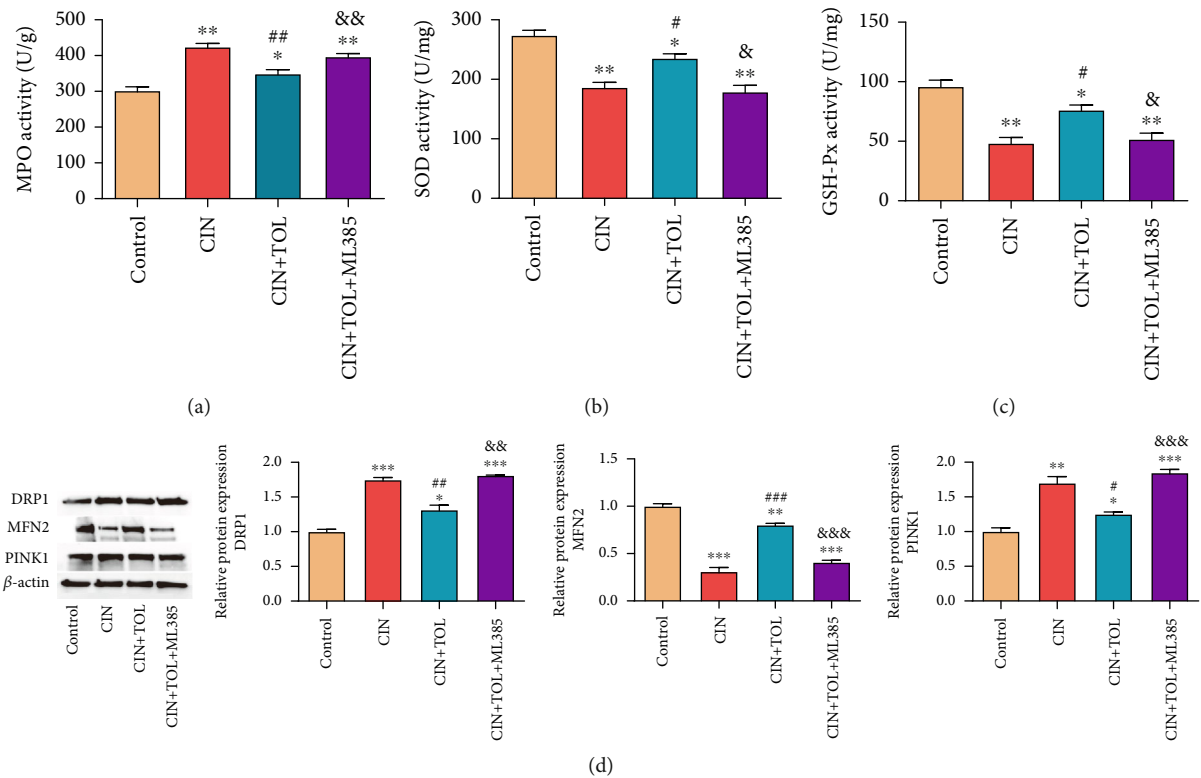 MPO activity (U/g)
500
400
300
200
100
0
**
##
*
&&
**
Control
CIN
CIN+TOL
CIN+TOL+ML385
(a)
SOD activity (U/mg)
300
200
100
0
**
#
*
&
**
Control
CIN
CIN+TOL
CIN+TOL+ML385
(b)
GSH-Px activity (U/mg)
150
100
50
0
**
#
*
&
**
Control
CIN
CIN+TOL
CIN+TOL+ML385
(c)
DRP1
MFN2
PINK1
β-actin
Control
CIN
CIN+TOL
CIN+TOL+ML385
Relative protein expression
DRP1
2.0
1.5
1.0
0.5
0.0
***
##
*
&&
***
Control
CIN
CIN+TOL
CIN+TOL+ML385
Relative protein expression
MFN2
1.5
1.0
0.5
0.0
***
###
**
&&&
***
Control
CIN
CIN+TOL
CIN+TOL+ML385
Relative protein expression
PINK1
2.0
1.5
1.0
0.5
0.0
**
#
*
&&&
***
Control
CIN
CIN+TOL
CIN+TOL+ML385
(d)